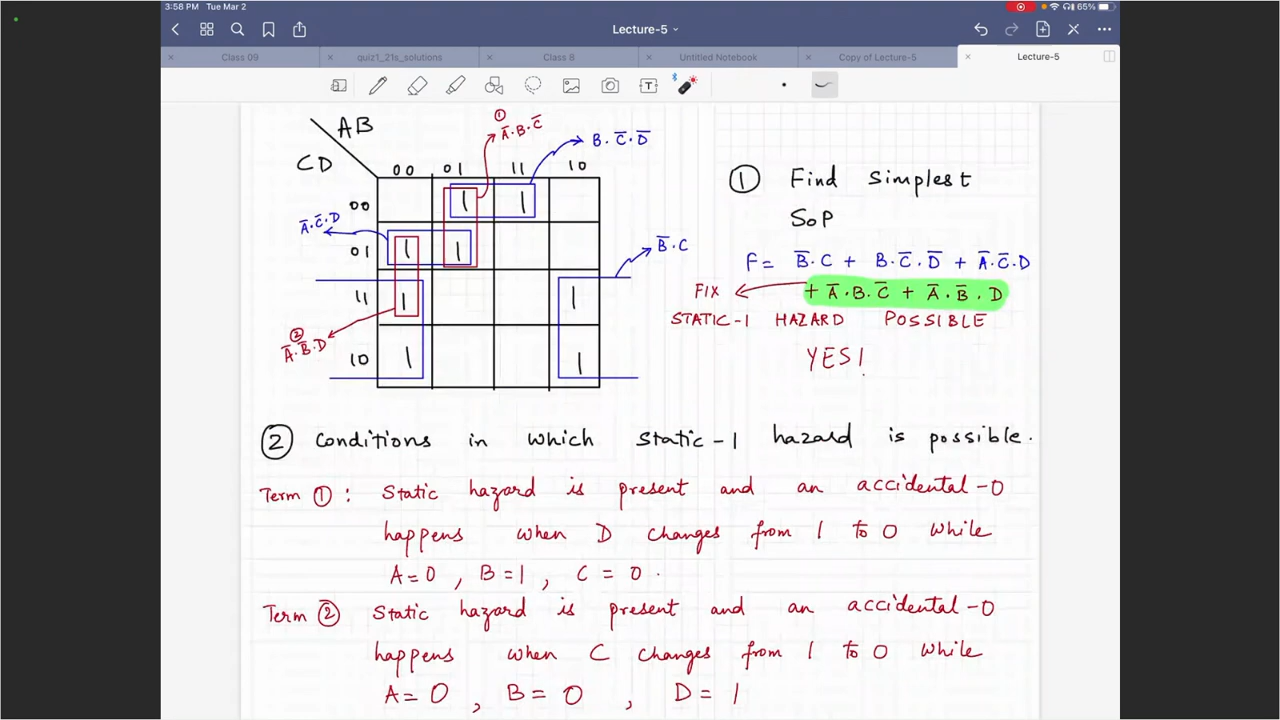 3:58 PM Tue Mar 2
65%
Lecture-5
Class 09
quiz1_21s_solutions
Class 8
Untitled Notebook
Copy of Lecture-5
Lecture-5
T
AB
CD
00 01 11 10
00 1 1
01 1 1
11 1 1
10 1 1
① A̅·B·C̅
B·C̅·D̅
A̅·C̅·D
B̅·C
② A̅·B̅·D
① Find simplest
SOP
F = B̅·C + B·C̅·D̅ + A̅·C̅·D
FIX + A̅·B·C̅ + A̅·B̅·D
STATIC-1 HAZARD POSSIBLE
YES!
② Conditions in which static-1 hazard is possible.
Term ①: Static hazard is present and an accidental-0
happens when D changes from 1 to 0 while
A=0, B=1, C=0.
Term ② Static hazard is present and an accidental-0
happens when C changes from 1 to 0 while
A=0, B=0, D=1